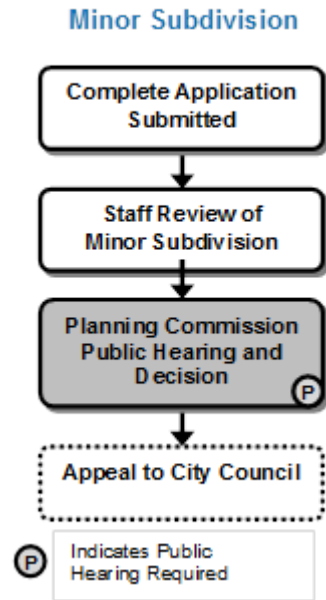 Minor Subdivision
Complete Application
Submitted
Staff Review of
Minor Subdivision
Planning Commission
Public Hearing and
Decision
P
Appeal to City Council
P
Indicates Public
Hearing Required